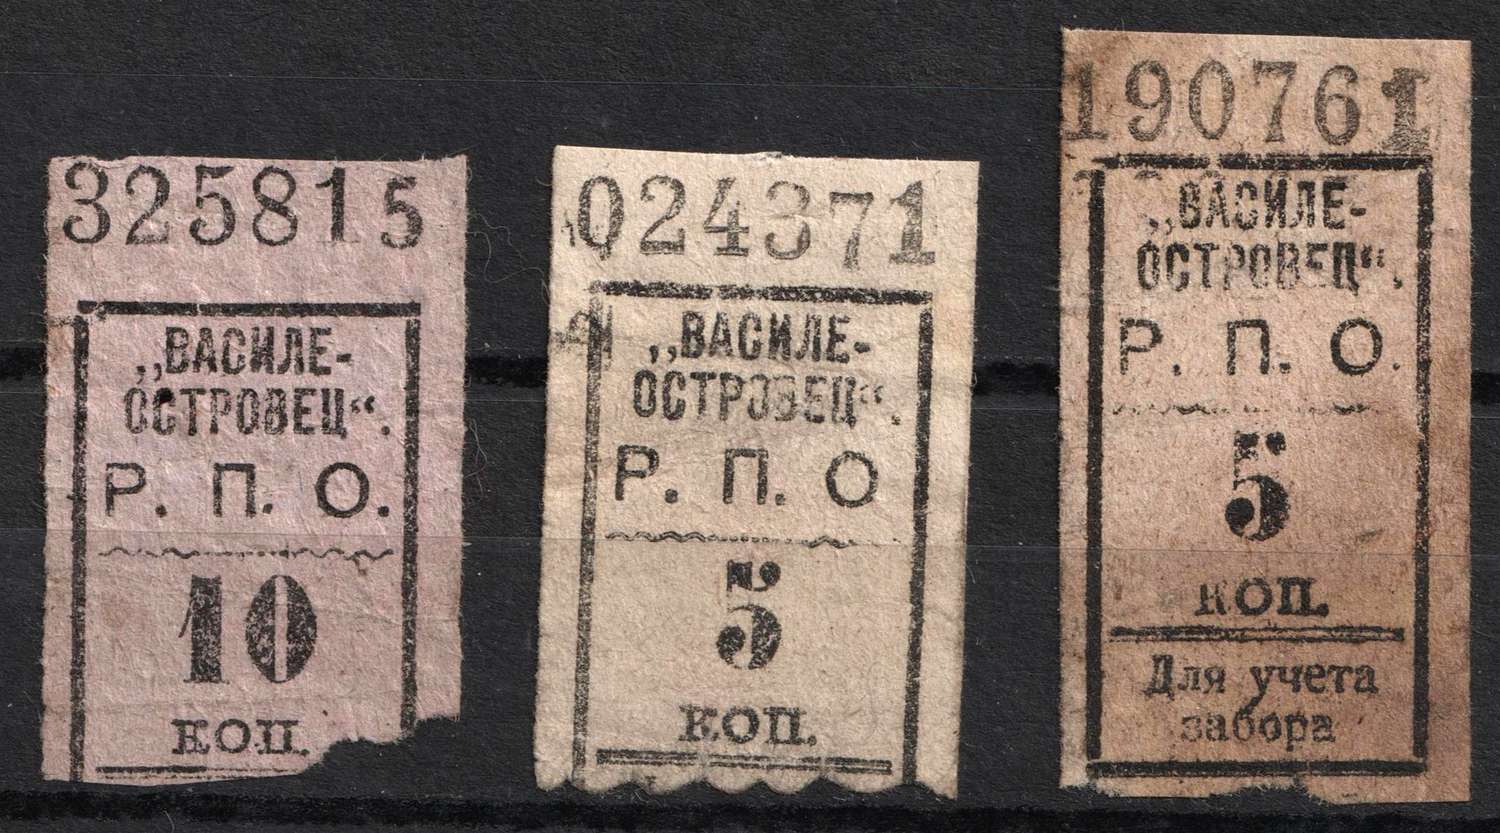 325815
„ВАСИЛЕ-
ОСТРОВЕЦ“.
Р. П. О.
10
КОП.
024371
„ВАСИЛЕ-
ОСТРОВЕЦ“.
Р. П. О
5
КОП.
190761
„ВАСИЛЕ-
ОСТРОВЕЦ“.
Р. П. О.
5
КОП.
Для учета
забора